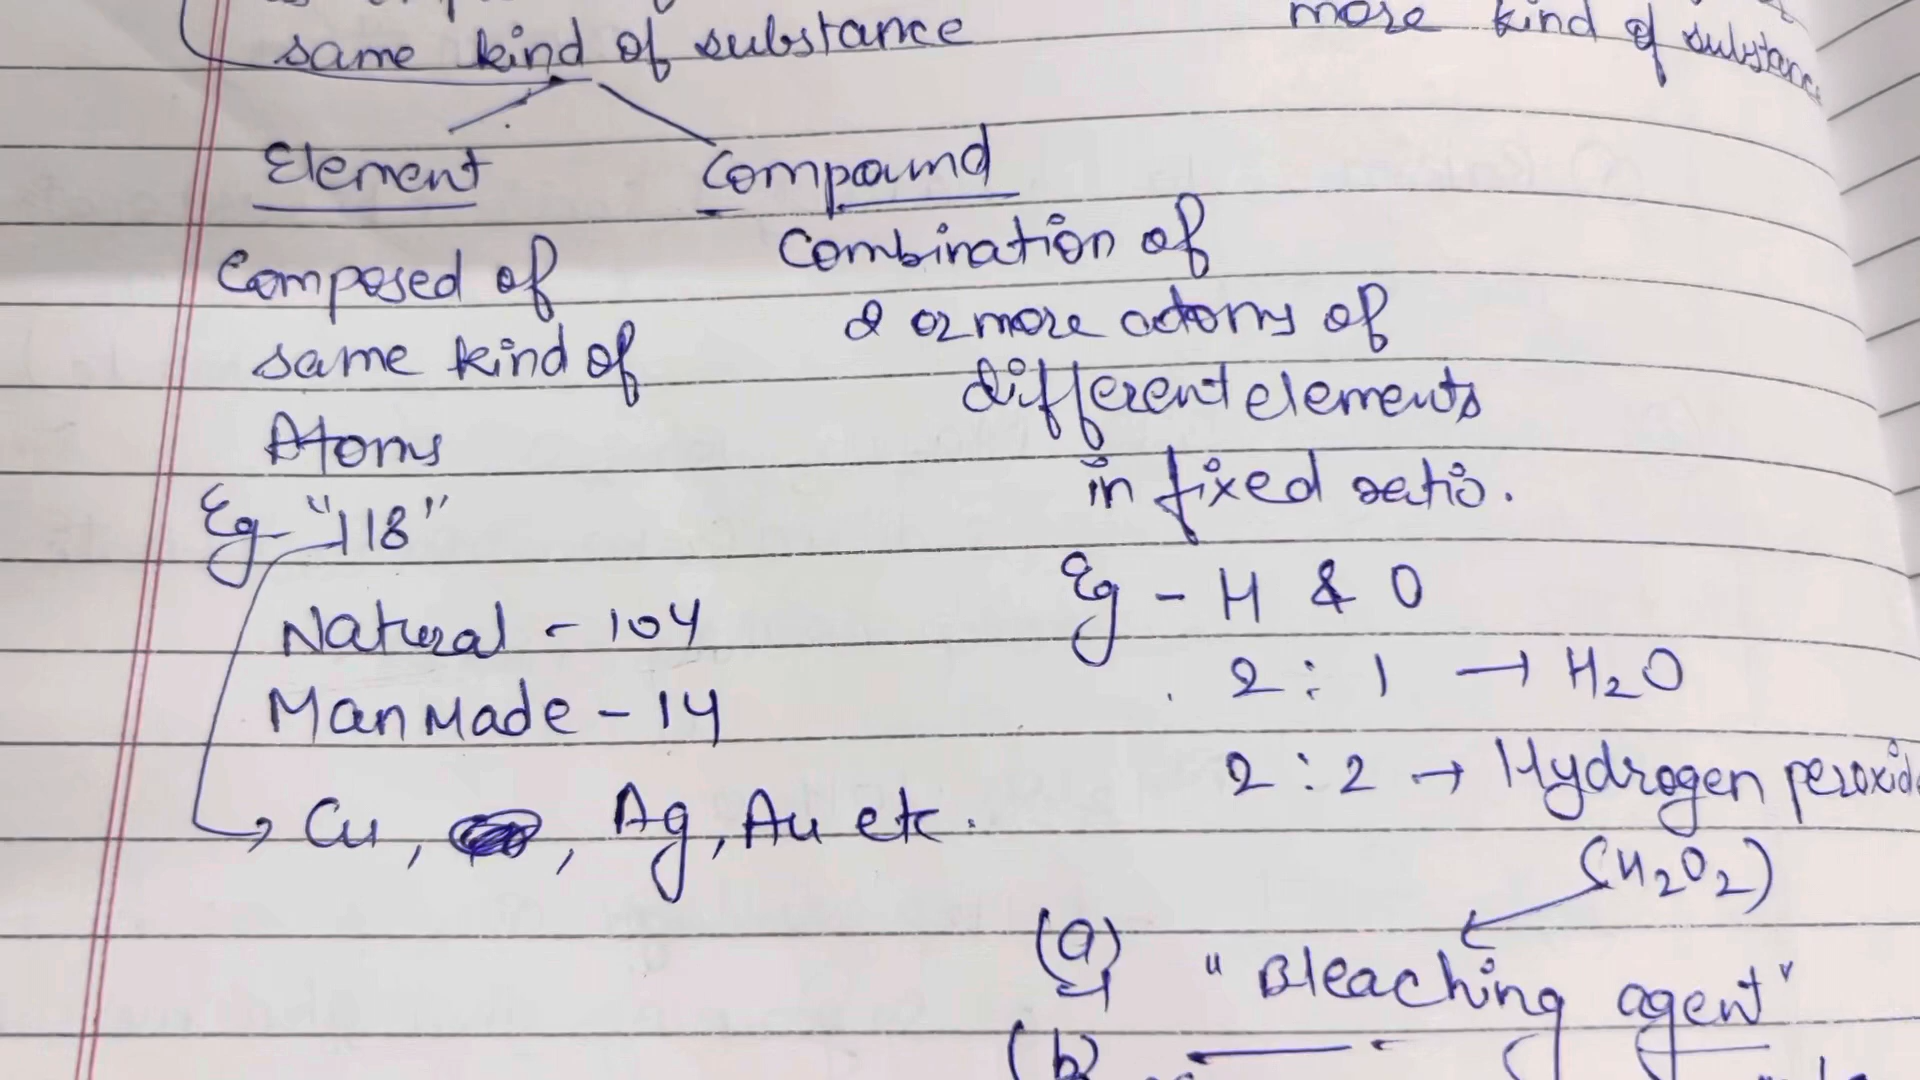 same kind of substance
more kind of substance
Element
Compound
Composed of
same kind of
Atoms
Eg - "118"
Natural - 104
Man Made - 14
Cu, , Ag, Au etc.
Combination of
2 or more atoms of
different elements
in fixed ratio.
Eg - H & O
2 : 1 → H₂O
2 : 2 → Hydrogen peroxide
(H₂O₂)
(a) "Bleaching agent"
(b)